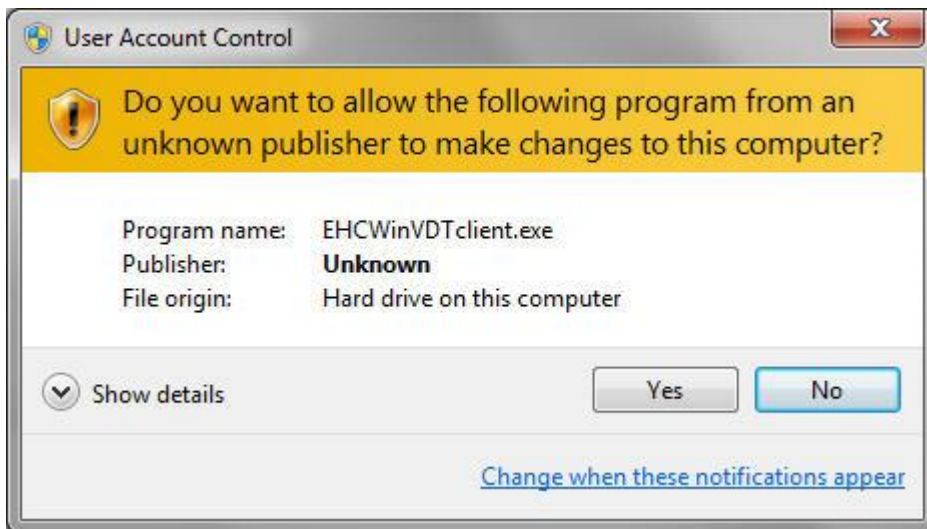 User Account Control
Do you want to allow the following program from an
unknown publisher to make changes to this computer?
Program name: EHCWinVDTclient.exe
Publisher: Unknown
File origin: Hard drive on this computer
Show details
Yes No
Change when these notifications appear